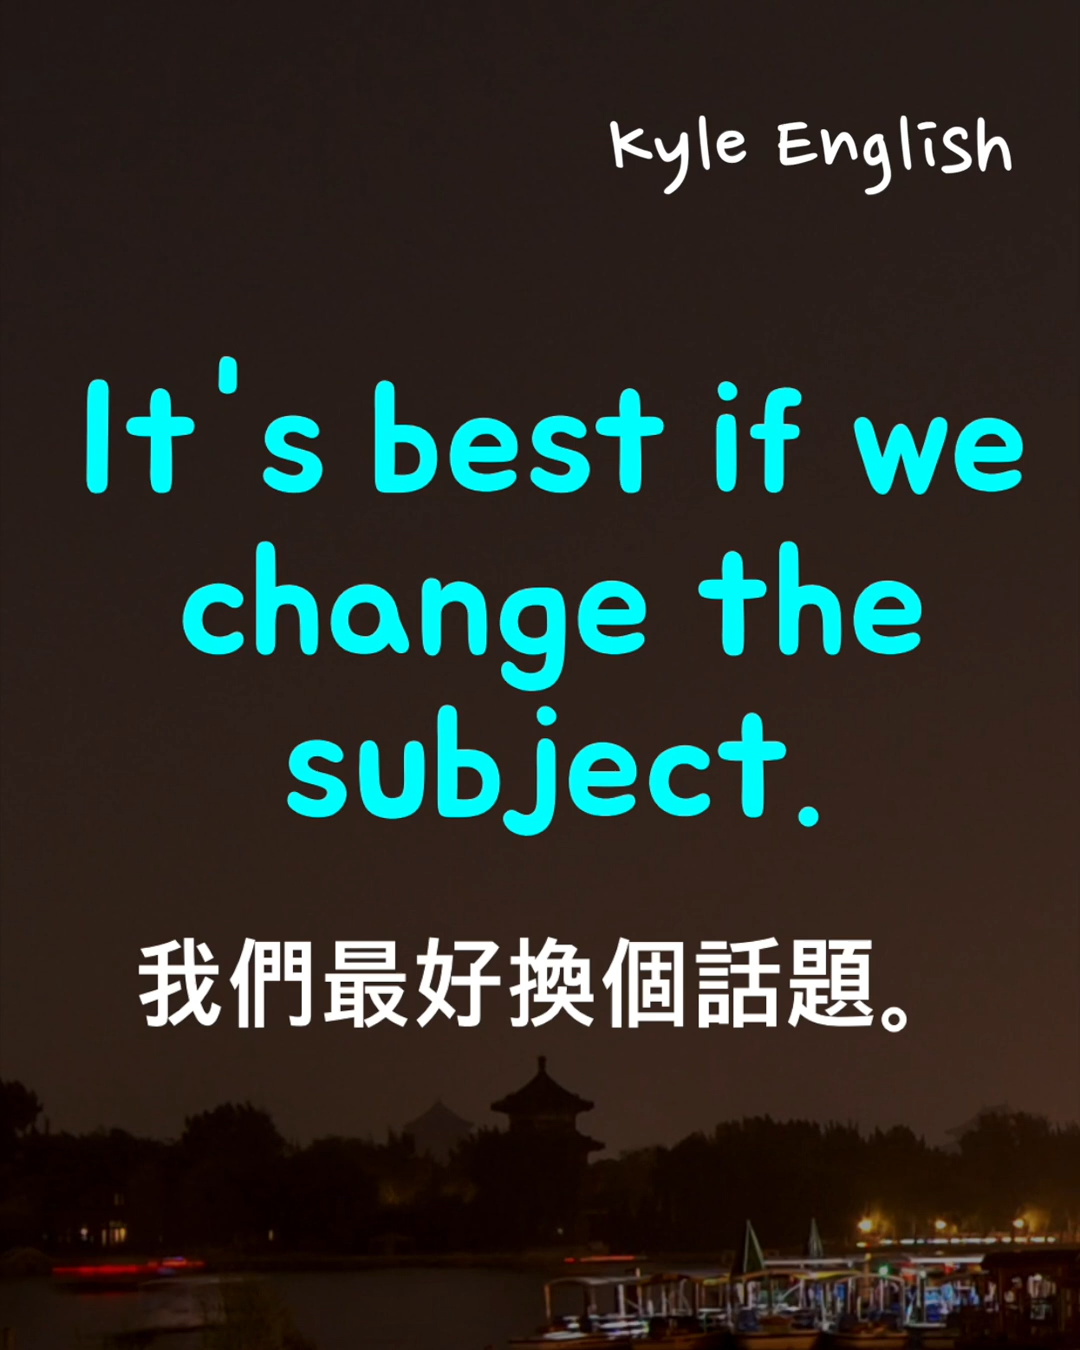 Kyle English
It's best if we
change the
subject.
我們最好換個話題。